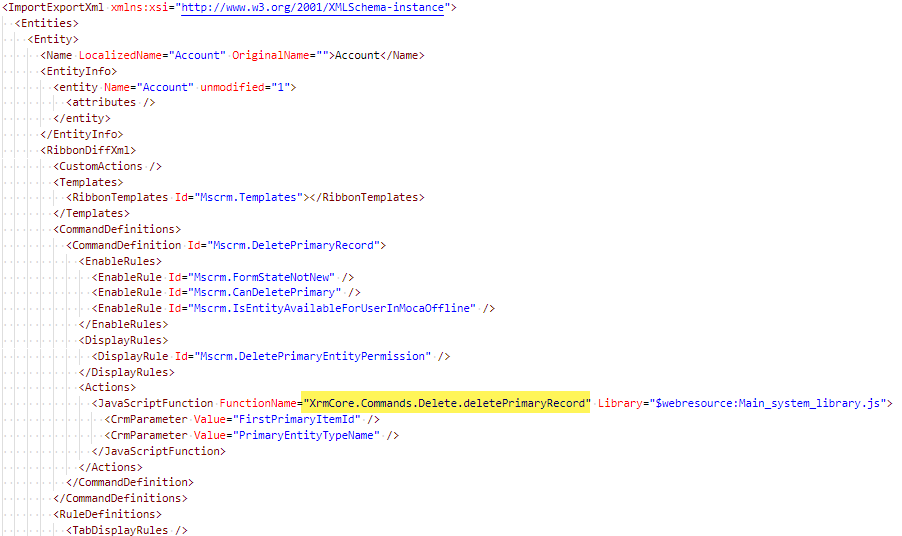 <ImportExportXml xmlns:xsi="http://www.w3.org/2001/XMLSchema-instance">
<Entities>
<Entity>
<Name LocalizedName="Account" OriginalName="">Account</Name>
<EntityInfo>
<entity Name="Account" unmodified="1">
<attributes />
</entity>
</EntityInfo>
<RibbonDiffXml>
<CustomActions />
<Templates>
<RibbonTemplates Id="Mscrm.Templates"></RibbonTemplates>
</Templates>
<CommandDefinitions>
<CommandDefinition Id="Mscrm.DeletePrimaryRecord">
<EnableRules>
<EnableRule Id="Mscrm.FormStateNotNew" />
<EnableRule Id="Mscrm.CanDeletePrimary" />
<EnableRule Id="Mscrm.IsEntityAvailableForUserInMocaOffline" />
</EnableRules>
<DisplayRules>
<DisplayRule Id="Mscrm.DeletePrimaryEntityPermission" />
</DisplayRules>
<Actions>
<JavaScriptFunction FunctionName="XrmCore.Commands.Delete.deletePrimaryRecord" Library="$webresource:Main_system_library.js">
<CrmParameter Value="FirstPrimaryItemId" />
<CrmParameter Value="PrimaryEntityTypeName" />
</JavaScriptFunction>
</Actions>
</CommandDefinition>
</CommandDefinitions>
<RuleDefinitions>
<TabDisplayRules />